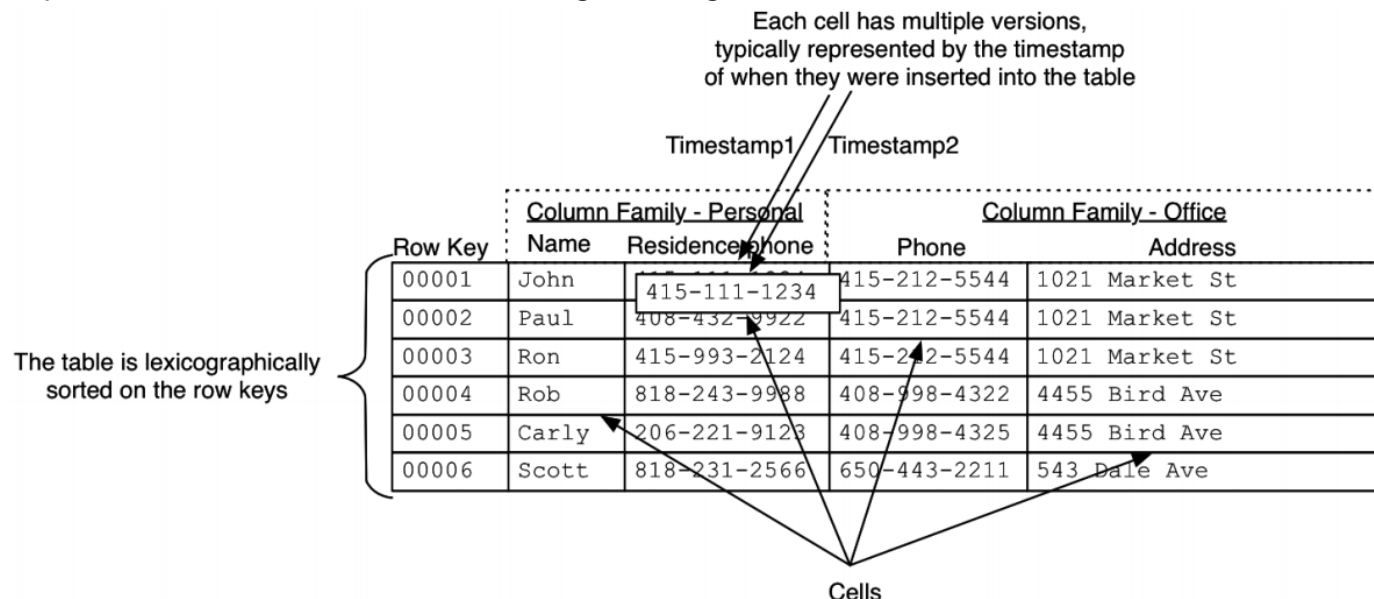 Each cell has multiple versions,
typically represented by the timestamp
of when they were inserted into the table
Timestamp1 Timestamp2
Column Family - Personal Column Family - Office
Row Key Name Residence phone Phone Address
00001 John 415-111-1234 415-212-5544 1021 Market St
00002 Paul 408-432-9922 415-212-5544 1021 Market St
00003 Ron 415-993-2124 415-212-5544 1021 Market St
00004 Rob 818-243-9988 408-998-4322 4455 Bird Ave
00005 Carly 206-221-9123 408-998-4325 4455 Bird Ave
00006 Scott 818-231-2566 650-443-2211 543 Dale Ave
The table is lexicographically
sorted on the row keys
Cells